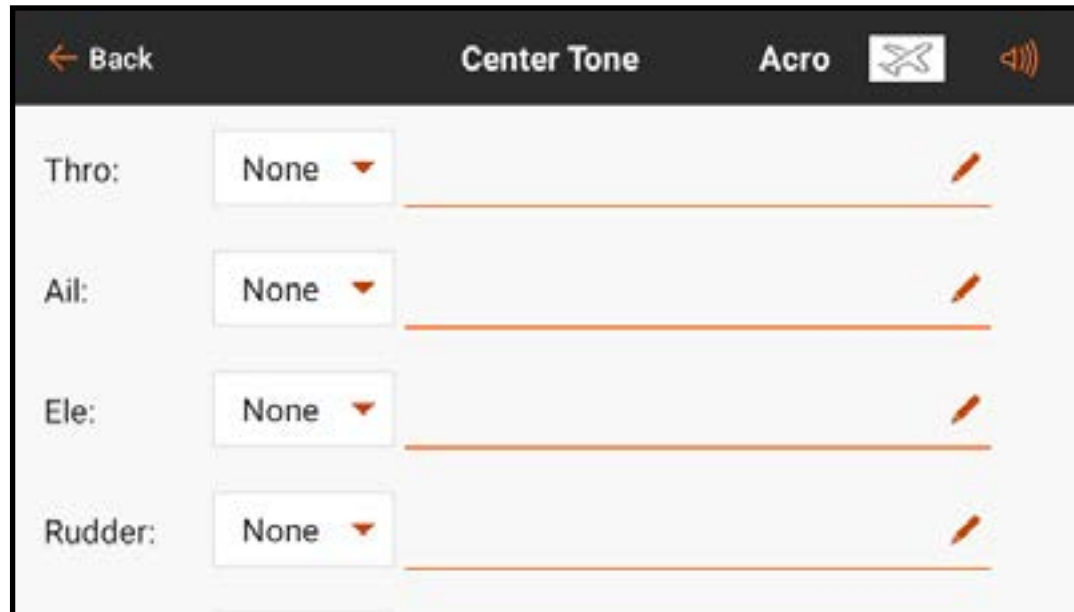 Back Center Tone Acro
Thro: None
Ail: None
Ele: None
Rudder: None